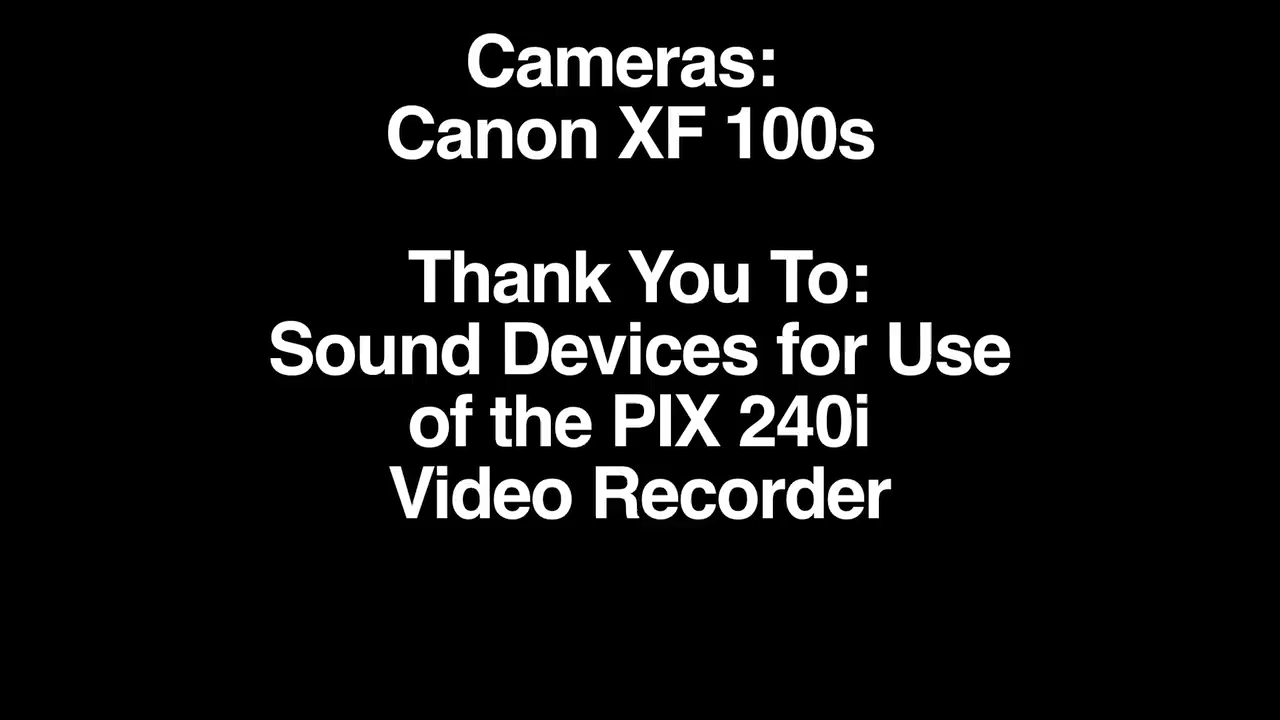 Cameras:
Canon XF 100s
Thank You To:
Sound Devices for Use
of the PIX 240i
Video Recorder